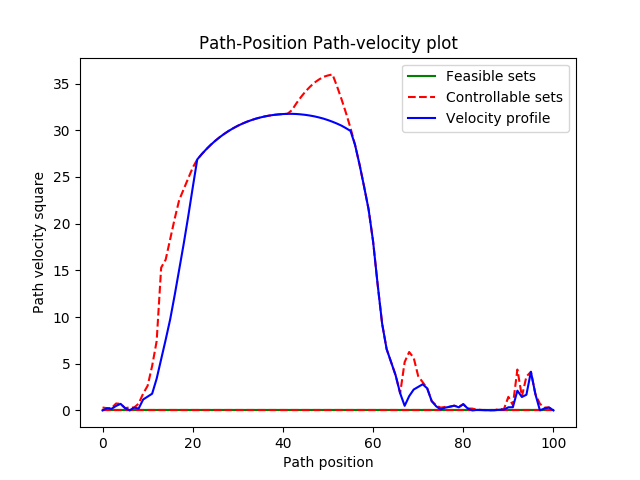 Path-Position Path-velocity plot
Feasible sets
Controllable sets
Velocity profile
Path velocity square
35
30
25
20
15
10
5
0
0 20 40 60 80 100
Path position